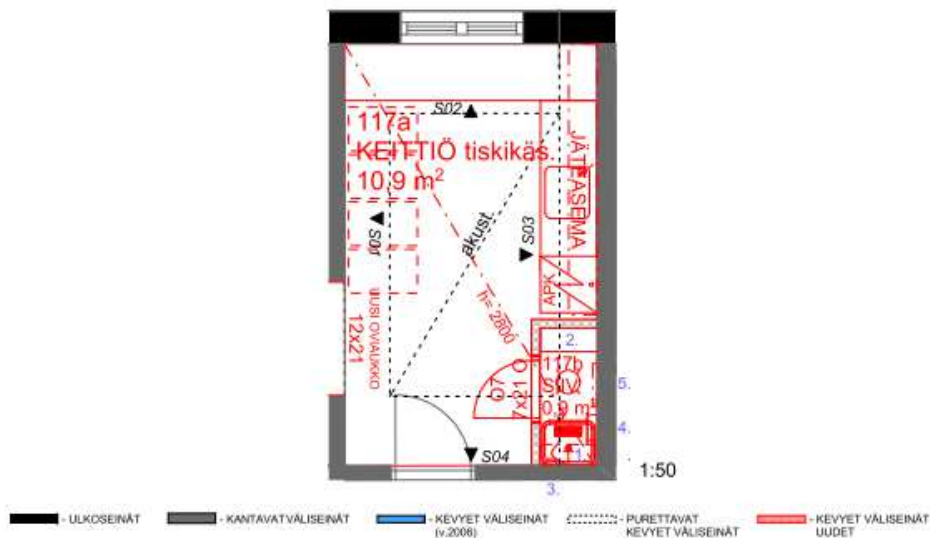 S02
117a
KEITTIÖ tiskikäs.
10,9 m²
JÄTEASEMA
S01
akust
S03
APK
h= 2800
UUSI OVIAUKKO
12x21
2.
117b
SIIV.
0,9 m²
7x21 O
5.
4.
1.
S04
3.
1:50
- ULKOSEINÄT
- KANTAVAT VÄLISEINÄT
- KEVYET VÄLISEINÄT
(v.2006)
- PURETTAVAT
KEVYET VÄLISEINÄT
- KEVYET VÄLISEINÄT
UUDET